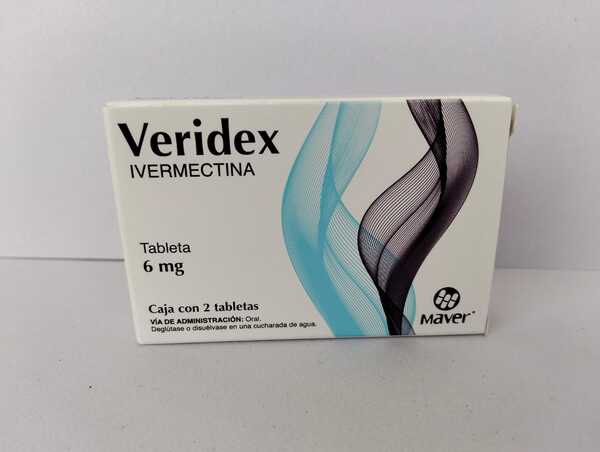 Veridex
IVERMECTINA
Tableta
6 mg
Caja con 2 tabletas
VÍA DE ADMINISTRACIÓN: Oral.
Deglútase o disuélvase en una cucharada de agua.
Maver®